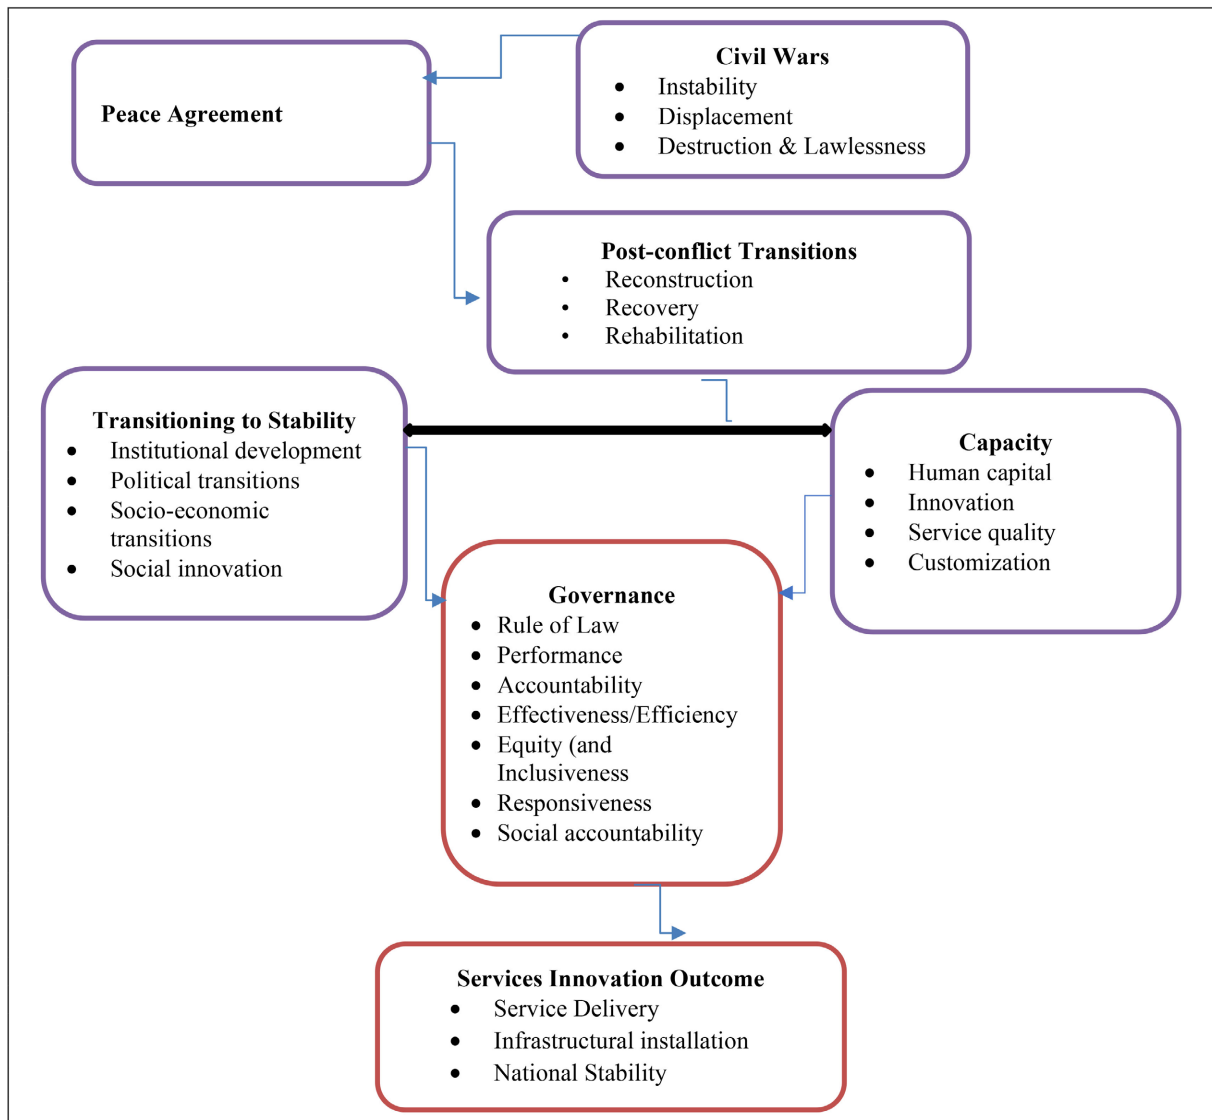 Civil Wars
• Instability
• Displacement
• Destruction & Lawlessness
Peace Agreement
Post-conflict Transitions
• Reconstruction
• Recovery
• Rehabilitation
Transitioning to Stability
• Institutional development
• Political transitions
• Socio-economic
transitions
• Social innovation
Capacity
• Human capital
• Innovation
• Service quality
• Customization
Governance
• Rule of Law
• Performance
• Accountability
• Effectiveness/Efficiency
• Equity (and
Inclusiveness
• Responsiveness
• Social accountability
Services Innovation Outcome
• Service Delivery
• Infrastructural installation
• National Stability